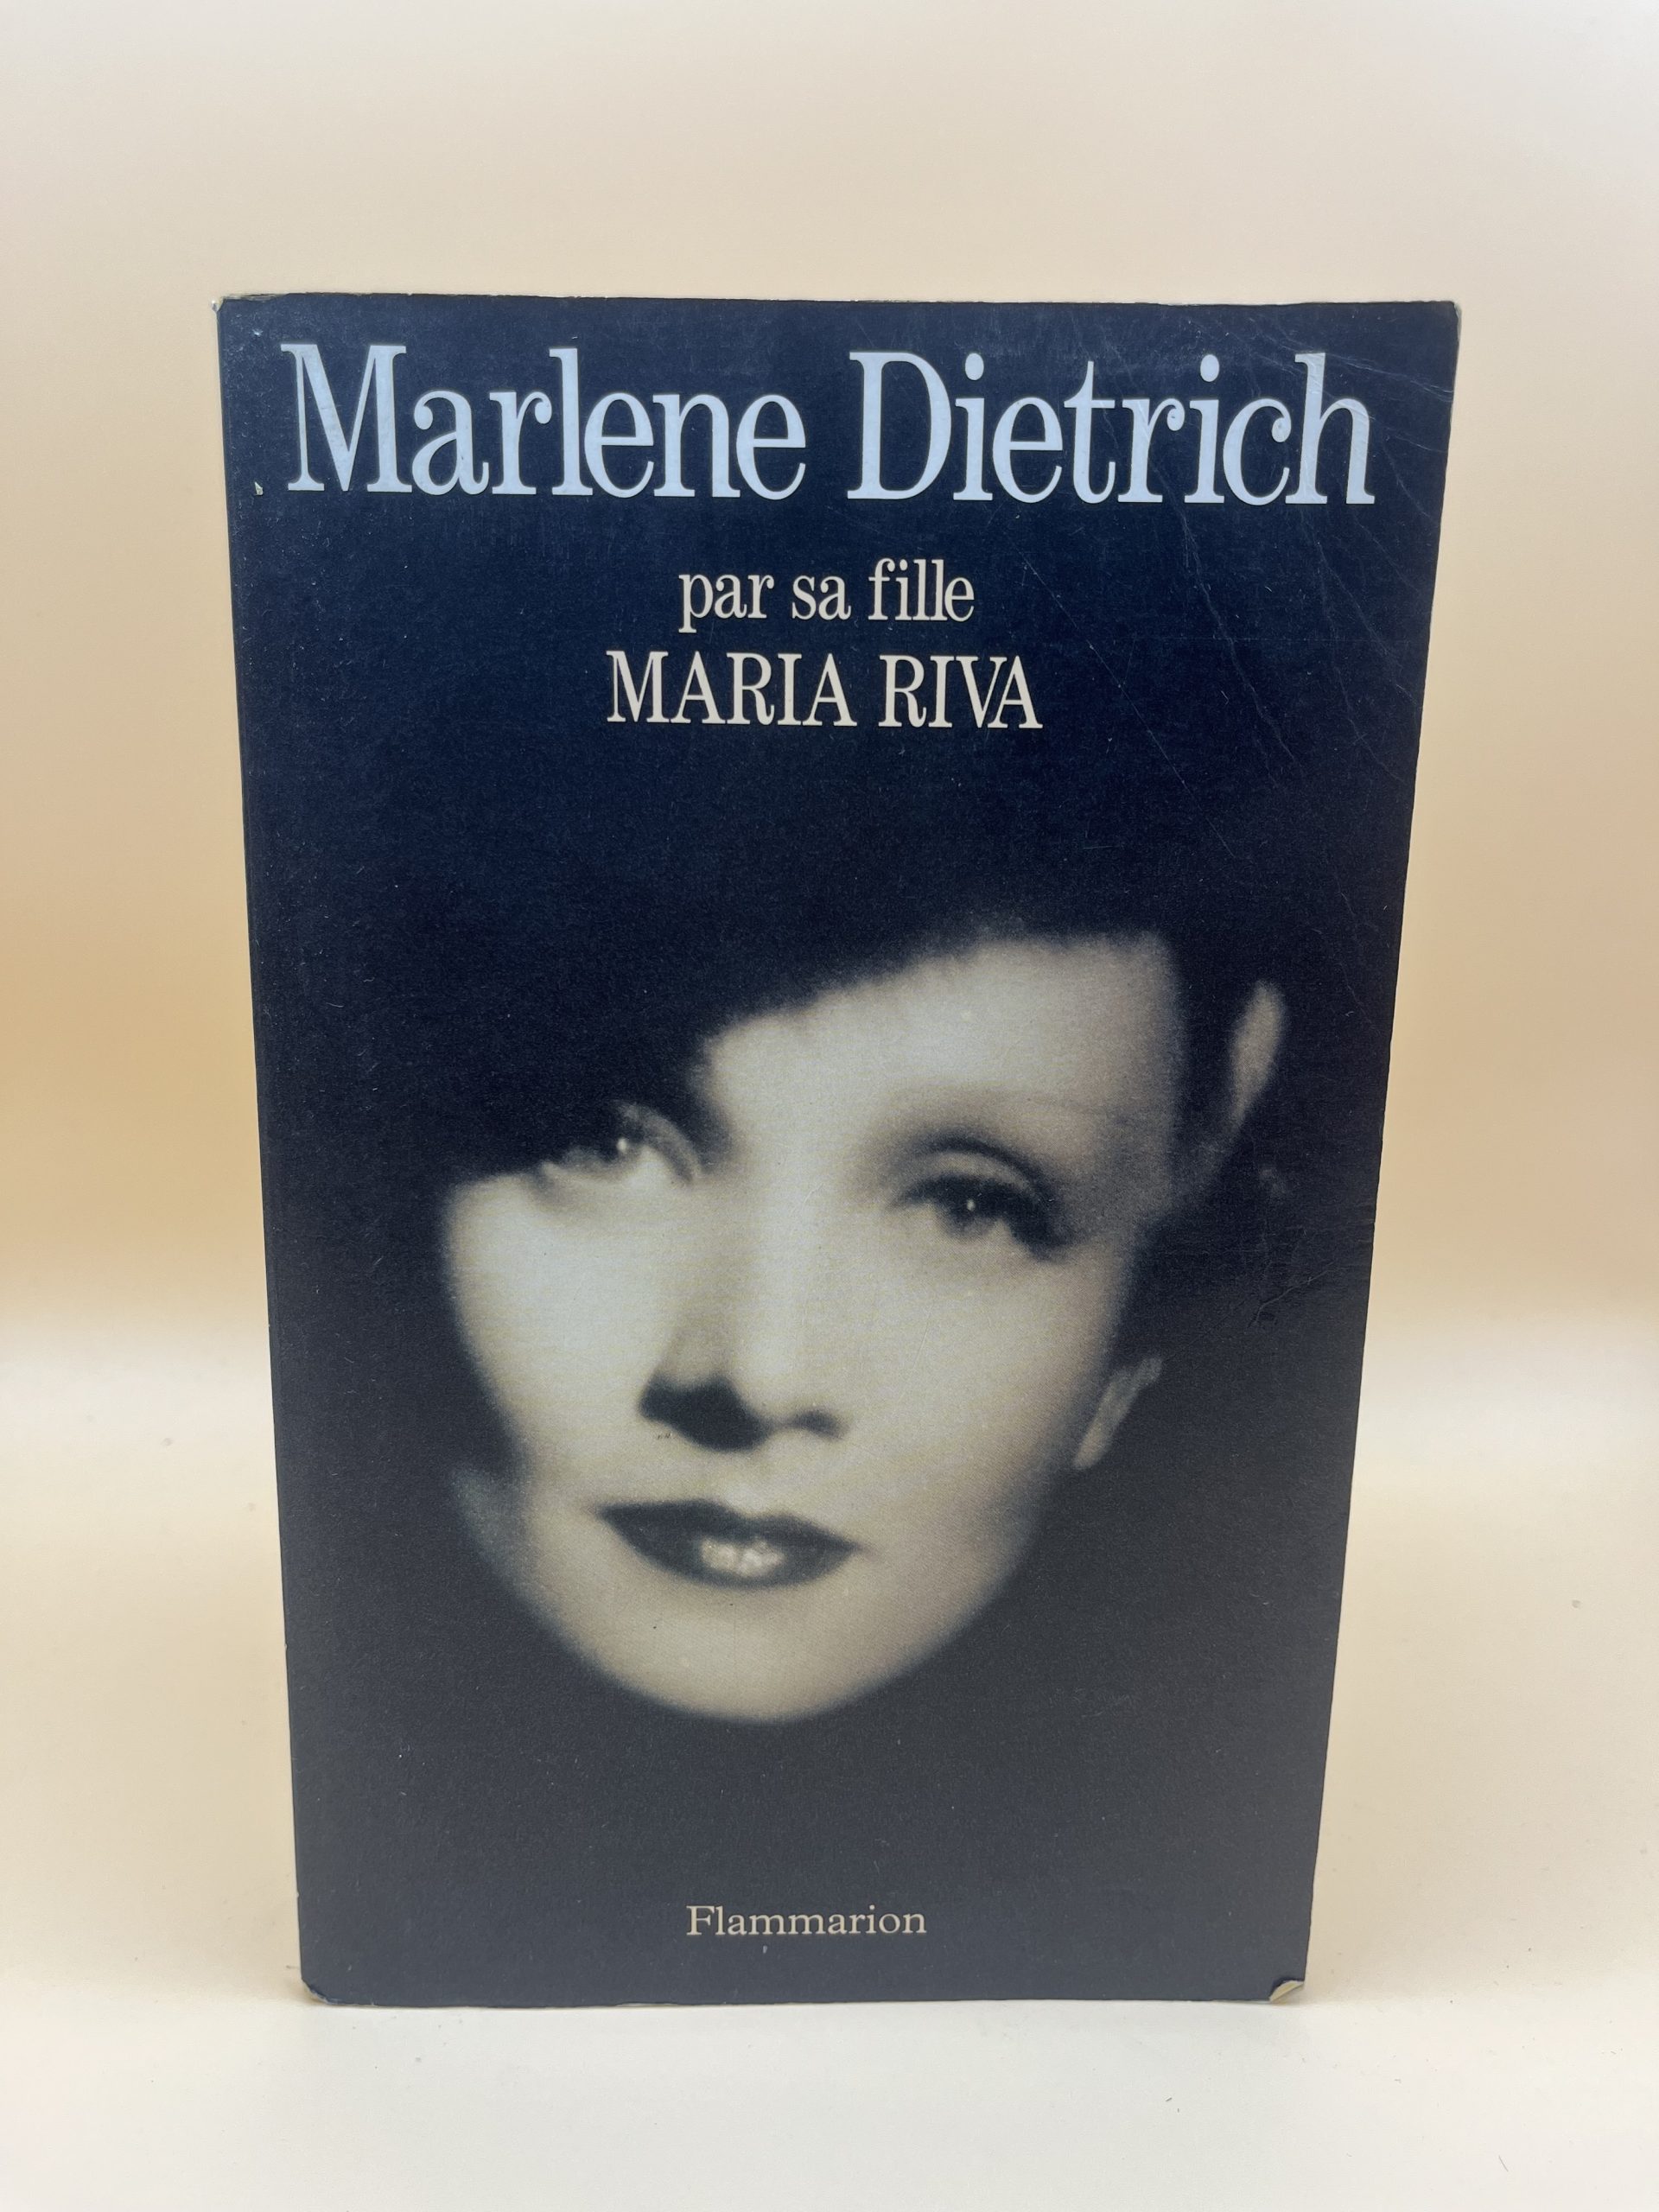 Marlene Dietrich
par sa fille
MARIA RIVA
Flammarion